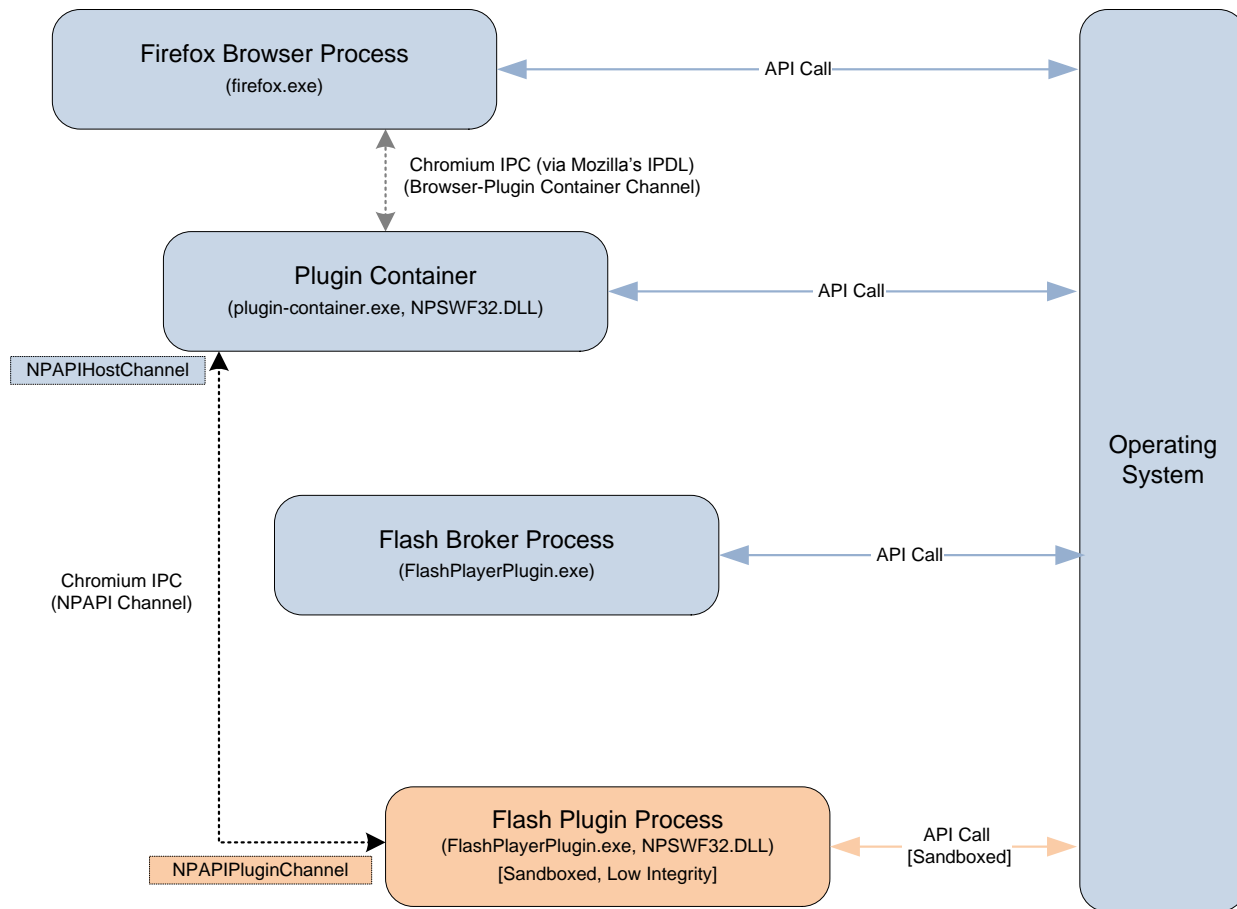 Firefox Browser Process
(firefox.exe)
API Call
Chromium IPC (via Mozilla’s IPDL)
(Browser-Plugin Container Channel)
Plugin Container
(plugin-container.exe, NPSWF32.DLL)
API Call
NPAPIHostChannel
Operating
System
Flash Broker Process
(FlashPlayerPlugin.exe)
API Call
Chromium IPC
(NPAPI Channel)
Flash Plugin Process
(FlashPlayerPlugin.exe, NPSWF32.DLL)
[Sandboxed, Low Integrity]
API Call
[Sandboxed]
NPAPIPluginChannel